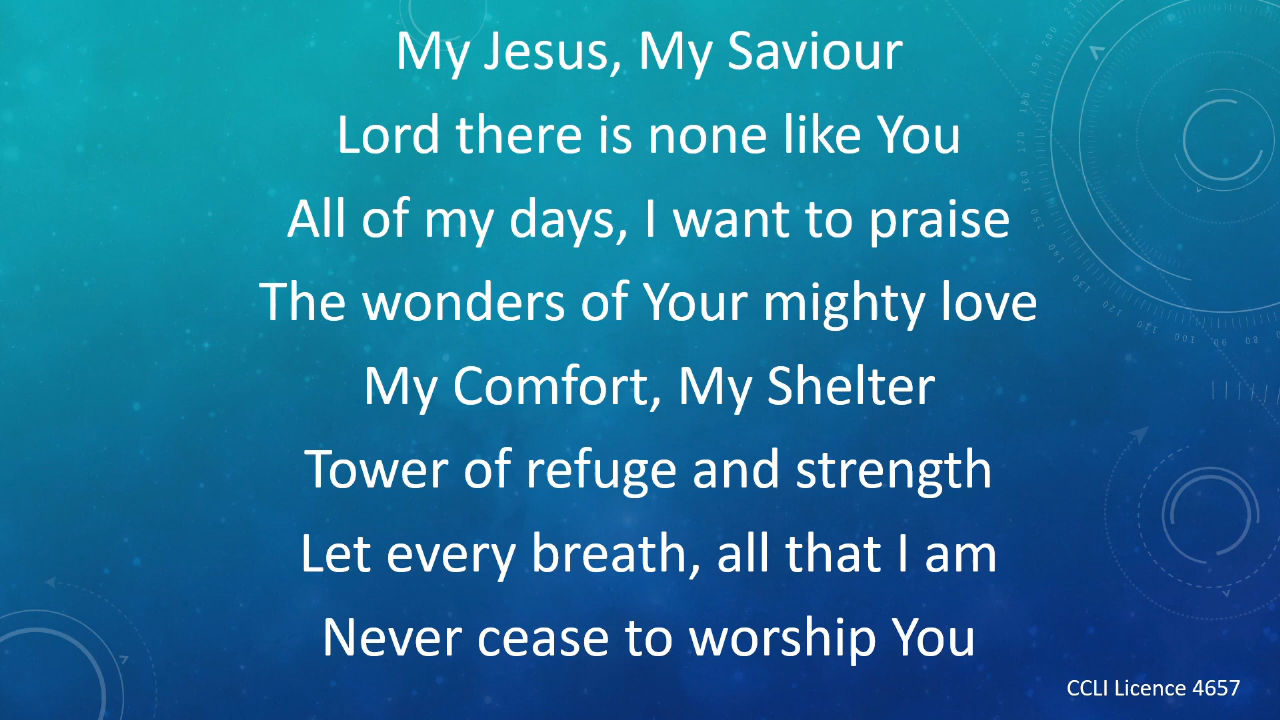 My Jesus, My Saviour
Lord there is none like You
All of my days, I want to praise
The wonders of Your mighty love
My Comfort, My Shelter
Tower of refuge and strength
Let every breath, all that I am
Never cease to worship You
CCLI Licence 4657